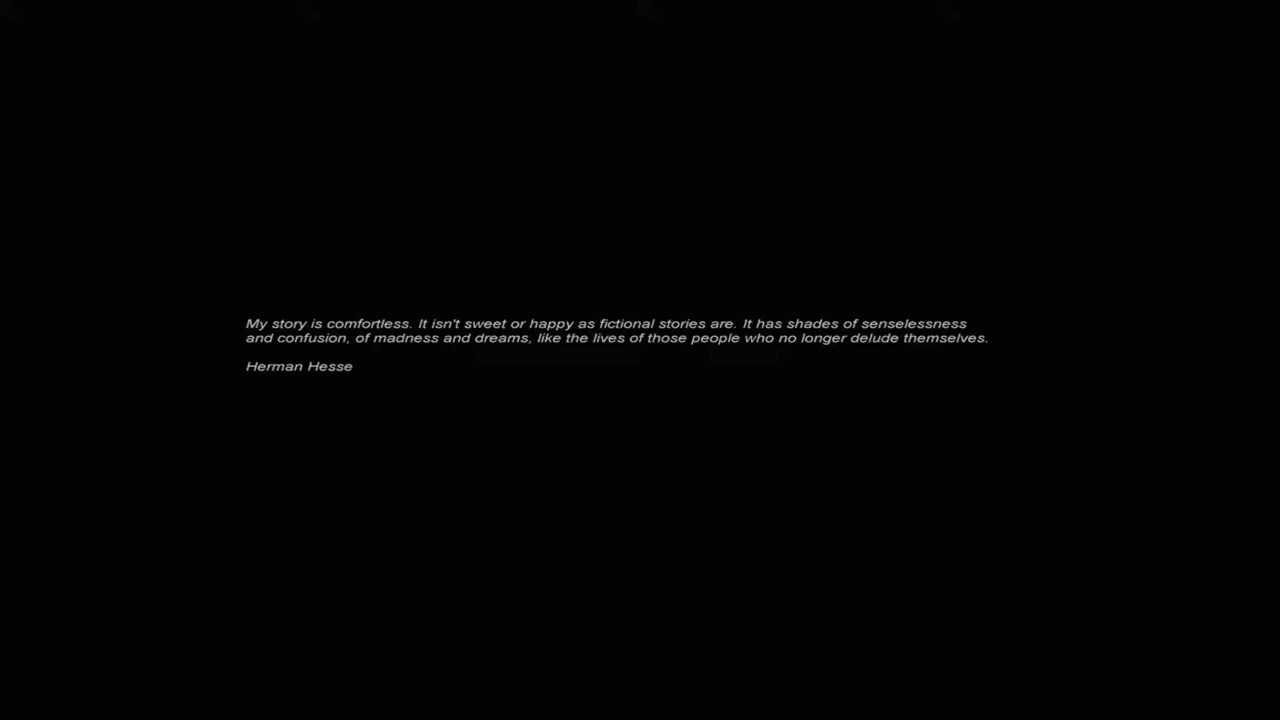 My story is comfortless. It isn't sweet or happy as fictional stories are. It has shades of senselessness
and confusion, of madness and dreams, like the lives of those people who no longer delude themselves.
Herman Hesse